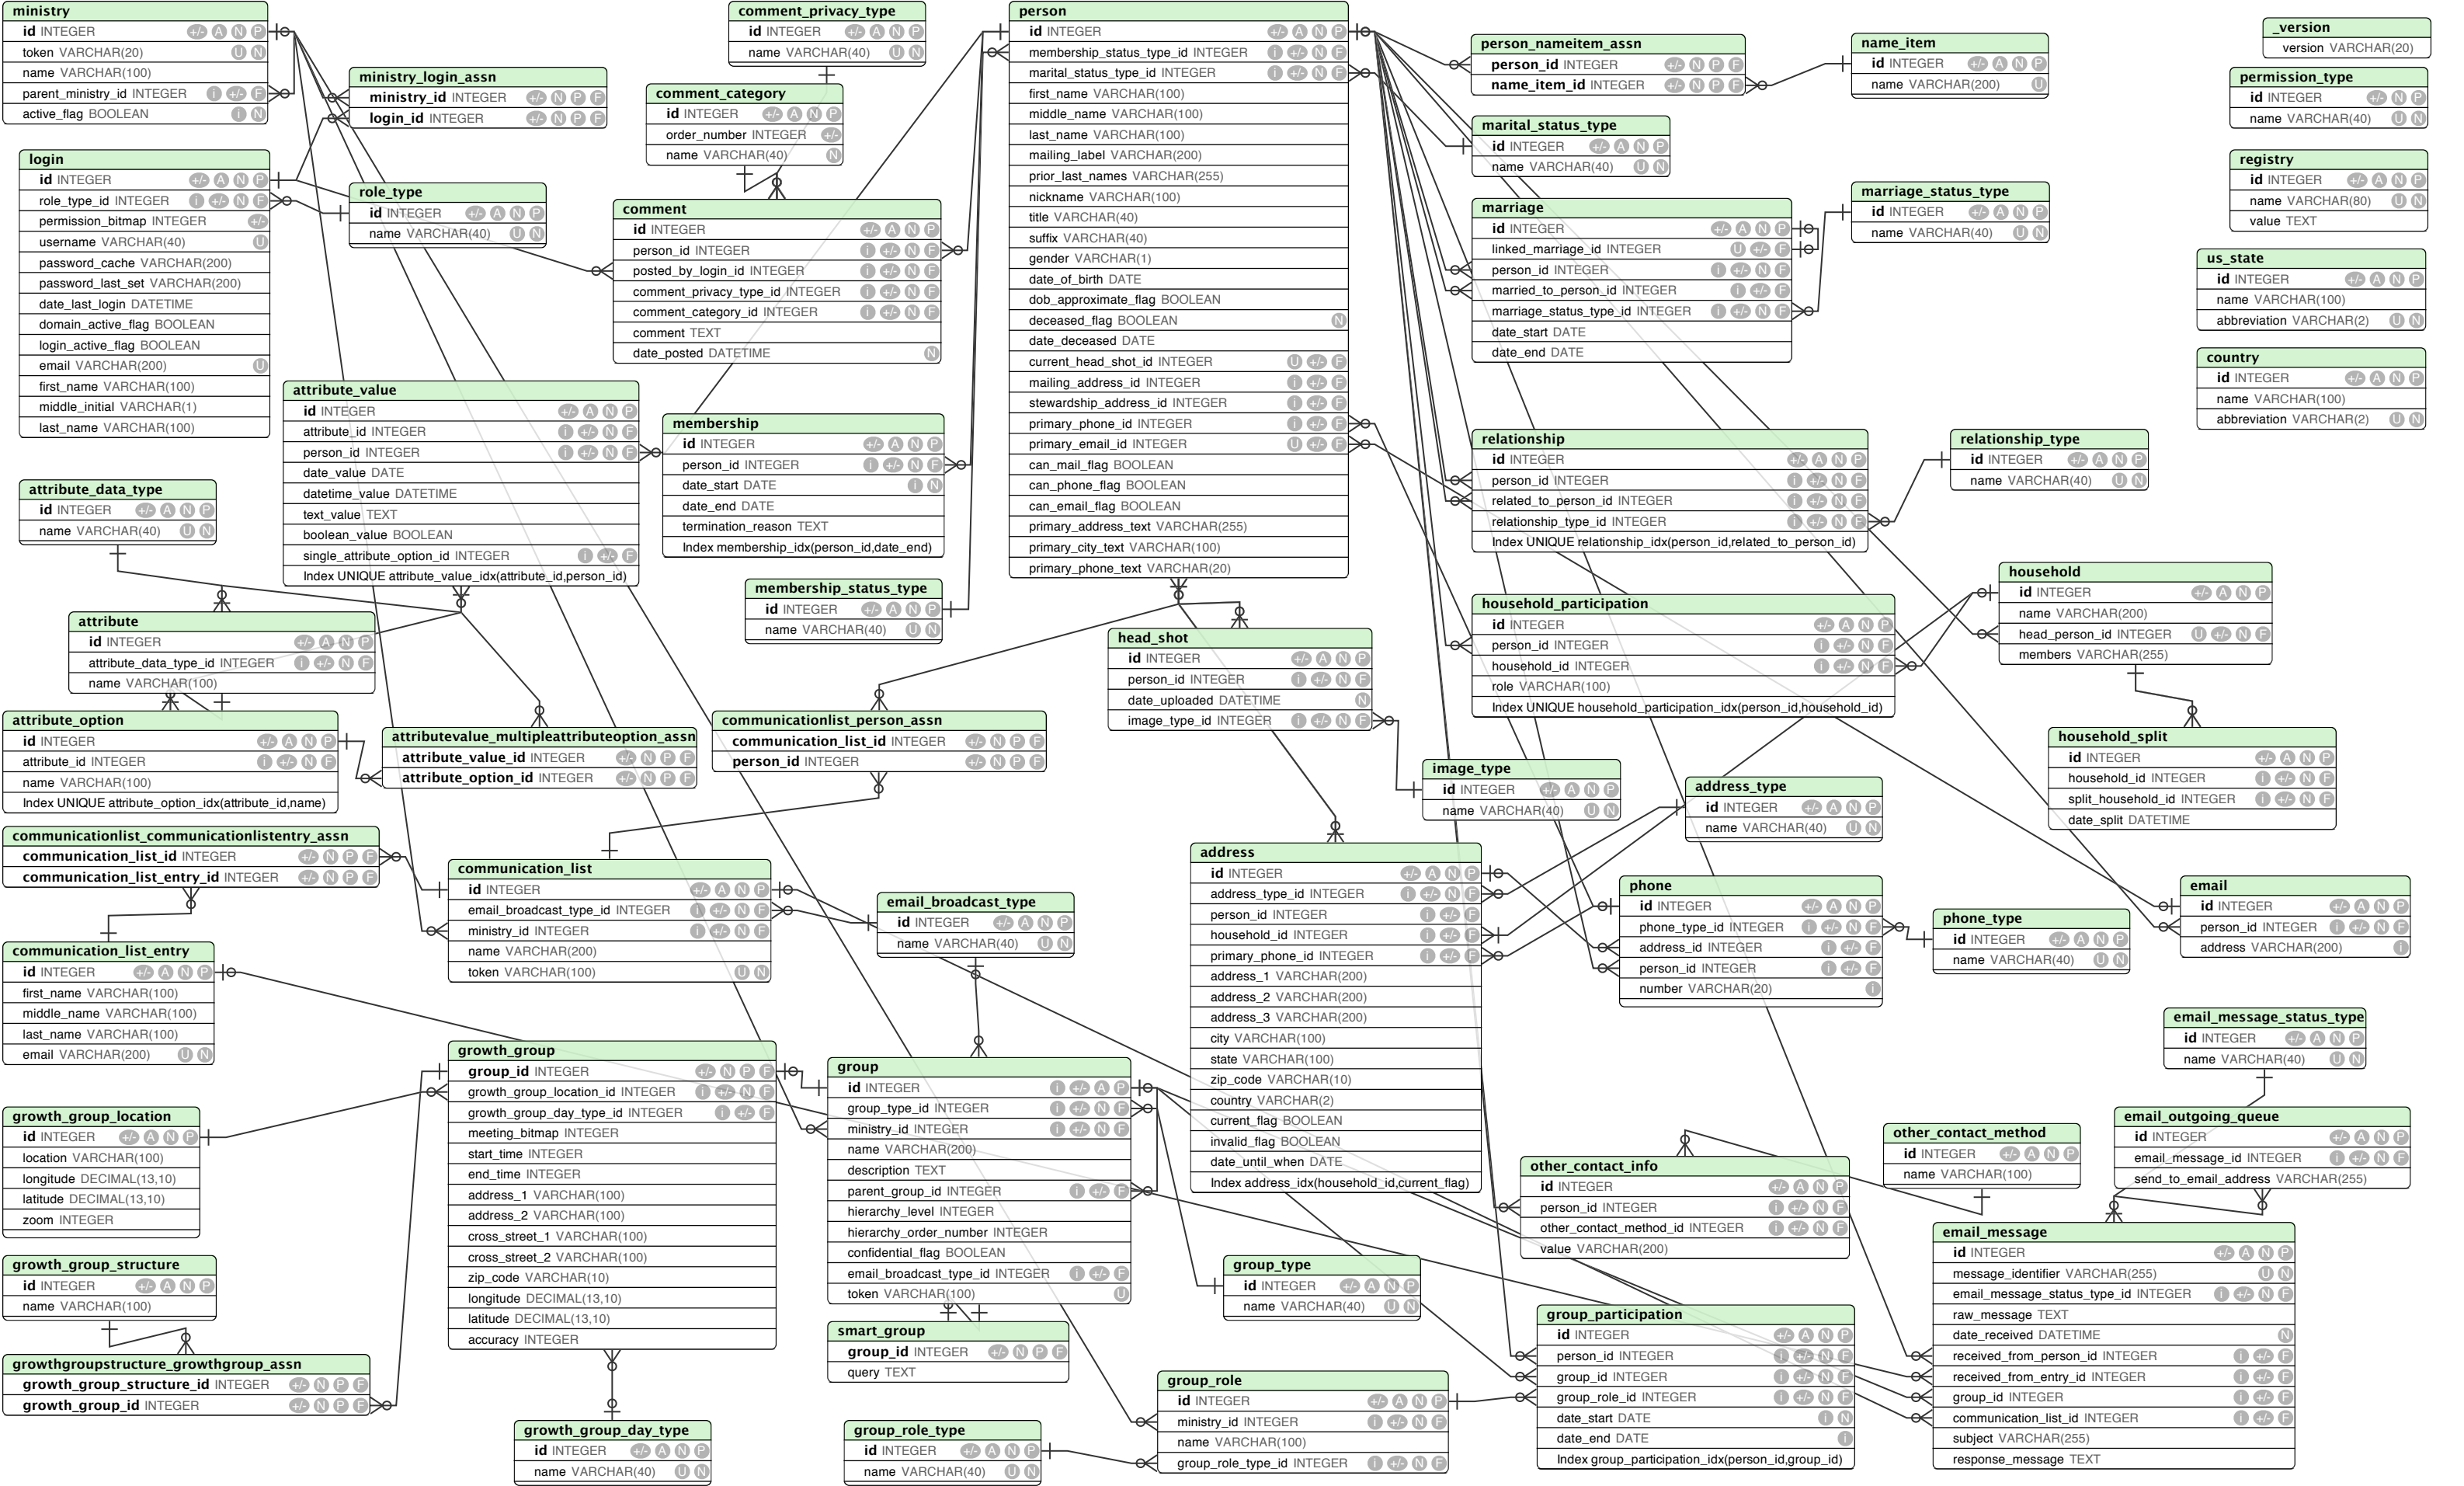 ministry
id INTEGER +/- A N P
token VARCHAR(20) U N
name VARCHAR(100)
parent_ministry_id INTEGER i +/- F
active_flag BOOLEAN i N
ministry_login_assn
ministry_id INTEGER +/- N P F
login_id INTEGER +/- N P F
login
id INTEGER +/- A N P
role_type_id INTEGER i +/- N F
permission_bitmap INTEGER +/-
username VARCHAR(40) U
password_cache VARCHAR(200)
password_last_set VARCHAR(200)
date_last_login DATETIME
domain_active_flag BOOLEAN
login_active_flag BOOLEAN
email VARCHAR(200) U
first_name VARCHAR(100)
middle_initial VARCHAR(1)
last_name VARCHAR(100)
role_type
id INTEGER +/- A N P
name VARCHAR(40) U N
comment_privacy_type
id INTEGER +/- A N P
name VARCHAR(40) U N
comment_category
id INTEGER +/- A N P
order_number INTEGER +/-
name VARCHAR(40) N
comment
id INTEGER +/- A N P
person_id INTEGER i +/- N F
posted_by_login_id INTEGER i +/- N F
comment_privacy_type_id INTEGER i +/- N F
comment_category_id INTEGER i +/- N F
comment TEXT
date_posted DATETIME N
person
id INTEGER +/- A N P
membership_status_type_id INTEGER i +/- N F
marital_status_type_id INTEGER i +/- N F
first_name VARCHAR(100)
middle_name VARCHAR(100)
last_name VARCHAR(100)
mailing_label VARCHAR(200)
prior_last_names VARCHAR(255)
nickname VARCHAR(100)
title VARCHAR(40)
suffix VARCHAR(40)
gender VARCHAR(1)
date_of_birth DATE
dob_approximate_flag BOOLEAN
deceased_flag BOOLEAN N
date_deceased DATE
current_head_shot_id INTEGER U +/- F
mailing_address_id INTEGER i +/- F
stewardship_address_id INTEGER i +/- F
primary_phone_id INTEGER i +/- F
primary_email_id INTEGER U +/- F
can_mail_flag BOOLEAN
can_phone_flag BOOLEAN
can_email_flag BOOLEAN
primary_address_text VARCHAR(255)
primary_city_text VARCHAR(100)
primary_phone_text VARCHAR(20)
person_nameitem_assn
person_id INTEGER +/- N P F
name_item_id INTEGER +/- N P F
name_item
id INTEGER +/- A N P
name VARCHAR(200) U
marital_status_type
id INTEGER +/- A N P
name VARCHAR(40) U N
marriage
id INTEGER +/- A N P
linked_marriage_id INTEGER U +/- F
person_id INTEGER i +/- N F
married_to_person_id INTEGER i +/- F
marriage_status_type_id INTEGER i +/- N F
date_start DATE
date_end DATE
marriage_status_type
id INTEGER +/- A N P
name VARCHAR(40) U N
_version
version VARCHAR(20)
permission_type
id INTEGER +/- N P
name VARCHAR(40) U N
registry
id INTEGER +/- A N P
name VARCHAR(80) U N
value TEXT
us_state
id INTEGER +/- A N P
name VARCHAR(100)
abbreviation VARCHAR(2) U N
country
id INTEGER +/- A N P
name VARCHAR(100)
abbreviation VARCHAR(2) U N
attribute_value
id INTEGER +/- A N P
attribute_id INTEGER i +/- N F
person_id INTEGER i +/- N F
date_value DATE
datetime_value DATETIME
text_value TEXT
boolean_value BOOLEAN
single_attribute_option_id INTEGER i +/- F
Index UNIQUE attribute_value_idx(attribute_id,person_id)
membership
id INTEGER +/- A N P
person_id INTEGER i +/- N F
date_start DATE i N
date_end DATE
termination_reason TEXT
Index membership_idx(person_id,date_end)
membership_status_type
id INTEGER +/- A N P
name VARCHAR(40) U N
relationship
id INTEGER +/- A N P
person_id INTEGER i +/- N F
related_to_person_id INTEGER i +/- N F
relationship_type_id INTEGER i +/- N F
Index UNIQUE relationship_idx(person_id,related_to_person_id)
relationship_type
id INTEGER +/- A N P
name VARCHAR(40) U N
attribute_data_type
id INTEGER +/- A N P
name VARCHAR(40) U N
attribute
id INTEGER +/- A N P
attribute_data_type_id INTEGER i +/- N F
name VARCHAR(100)
attribute_option
id INTEGER +/- A N P
attribute_id INTEGER i +/- N F
name VARCHAR(100)
Index UNIQUE attribute_option_idx(attribute_id,name)
attributevalue_multipleattributeoption_assn
attribute_value_id INTEGER +/- N P F
attribute_option_id INTEGER +/- N P F
communicationlist_person_assn
communication_list_id INTEGER +/- N P F
person_id INTEGER +/- N P F
head_shot
id INTEGER +/- A N P
person_id INTEGER i +/- N F
date_uploaded DATETIME N
image_type_id INTEGER i +/- N F
household_participation
id INTEGER +/- A N P
person_id INTEGER i +/- N F
household_id INTEGER i +/- N F
role VARCHAR(100)
Index UNIQUE household_participation_idx(person_id,household_id)
household
id INTEGER +/- A N P
name VARCHAR(200)
head_person_id INTEGER U +/- N F
members VARCHAR(255)
household_split
id INTEGER +/- A N P
household_id INTEGER i +/- N F
split_household_id INTEGER i +/- N F
date_split DATETIME
image_type
id INTEGER +/- A N P
name VARCHAR(40) U N
address_type
id INTEGER +/- A N P
name VARCHAR(40) U N
communicationlist_communicationlistentry_assn
communication_list_id INTEGER +/- N P F
communication_list_entry_id INTEGER +/- N P F
communication_list
id INTEGER +/- A N P
email_broadcast_type_id INTEGER i +/- N F
ministry_id INTEGER i +/- N F
name VARCHAR(200)
token VARCHAR(100) U N
email_broadcast_type
id INTEGER +/- A N P
name VARCHAR(40) U N
address
id INTEGER +/- A N P
address_type_id INTEGER i +/- N F
person_id INTEGER i +/- F
household_id INTEGER i +/- F
primary_phone_id INTEGER i +/- F
address_1 VARCHAR(200)
address_2 VARCHAR(200)
address_3 VARCHAR(200)
city VARCHAR(100)
state VARCHAR(100)
zip_code VARCHAR(10)
country VARCHAR(2)
current_flag BOOLEAN
invalid_flag BOOLEAN
date_until_when DATE
Index address_idx(household_id,current_flag)
phone
id INTEGER +/- A N P
phone_type_id INTEGER i +/- N F
address_id INTEGER i +/- F
person_id INTEGER i +/- F
number VARCHAR(20) i
phone_type
id INTEGER +/- A N P
name VARCHAR(40) U N
email
id INTEGER +/- A N P
person_id INTEGER i +/- N F
address VARCHAR(200) i
communication_list_entry
id INTEGER +/- A N P
first_name VARCHAR(100)
middle_name VARCHAR(100)
last_name VARCHAR(100)
email VARCHAR(200) U N
growth_group
group_id INTEGER +/- N P F
growth_group_location_id INTEGER i +/- N F
growth_group_day_type_id INTEGER i +/- F
meeting_bitmap INTEGER
start_time INTEGER
end_time INTEGER
address_1 VARCHAR(100)
address_2 VARCHAR(100)
cross_street_1 VARCHAR(100)
cross_street_2 VARCHAR(100)
zip_code VARCHAR(10)
longitude DECIMAL(13,10)
latitude DECIMAL(13,10)
accuracy INTEGER
group
id INTEGER i +/- A P
group_type_id INTEGER i +/- N F
ministry_id INTEGER i +/- N F
name VARCHAR(200)
description TEXT
parent_group_id INTEGER i +/- F
hierarchy_level INTEGER
hierarchy_order_number INTEGER
confidential_flag BOOLEAN
email_broadcast_type_id INTEGER i +/- F
token VARCHAR(100) U
growth_group_location
id INTEGER +/- A N P
location VARCHAR(100)
longitude DECIMAL(13,10)
latitude DECIMAL(13,10)
zoom INTEGER
growth_group_structure
id INTEGER +/- A N P
name VARCHAR(100)
growthgroupstructure_growthgroup_assn
growth_group_structure_id INTEGER +/- N P F
growth_group_id INTEGER +/- N P F
growth_group_day_type
id INTEGER +/- A N P
name VARCHAR(40) U N
smart_group
group_id INTEGER +/- N P F
query TEXT
group_role_type
id INTEGER +/- A N P
name VARCHAR(40) U N
group_role
id INTEGER +/- A N P
ministry_id INTEGER i +/- N F
name VARCHAR(100)
group_role_type_id INTEGER i +/- N F
group_type
id INTEGER +/- A N P
name VARCHAR(40) U N
other_contact_info
id INTEGER +/- A N P
person_id INTEGER i +/- N F
other_contact_method_id INTEGER i +/- N F
value VARCHAR(200)
other_contact_method
id INTEGER +/- A N P
name VARCHAR(100)
group_participation
id INTEGER +/- A N P
person_id INTEGER i +/- N F
group_id INTEGER i +/- N F
group_role_id INTEGER i +/- N F
date_start DATE i N
date_end DATE i
Index group_participation_idx(person_id,group_id)
email_message_status_type
id INTEGER +/- A N P
name VARCHAR(40) U N
email_outgoing_queue
id INTEGER +/- A N P
email_message_id INTEGER i +/- N F
send_to_email_address VARCHAR(255)
email_message
id INTEGER +/- A N P
message_identifier VARCHAR(255) U N
email_message_status_type_id INTEGER i +/- N F
raw_message TEXT
date_received DATETIME N
received_from_person_id INTEGER i +/- F
received_from_entry_id INTEGER i +/- F
group_id INTEGER i +/- F
communication_list_id INTEGER i +/- F
subject VARCHAR(255)
response_message TEXT